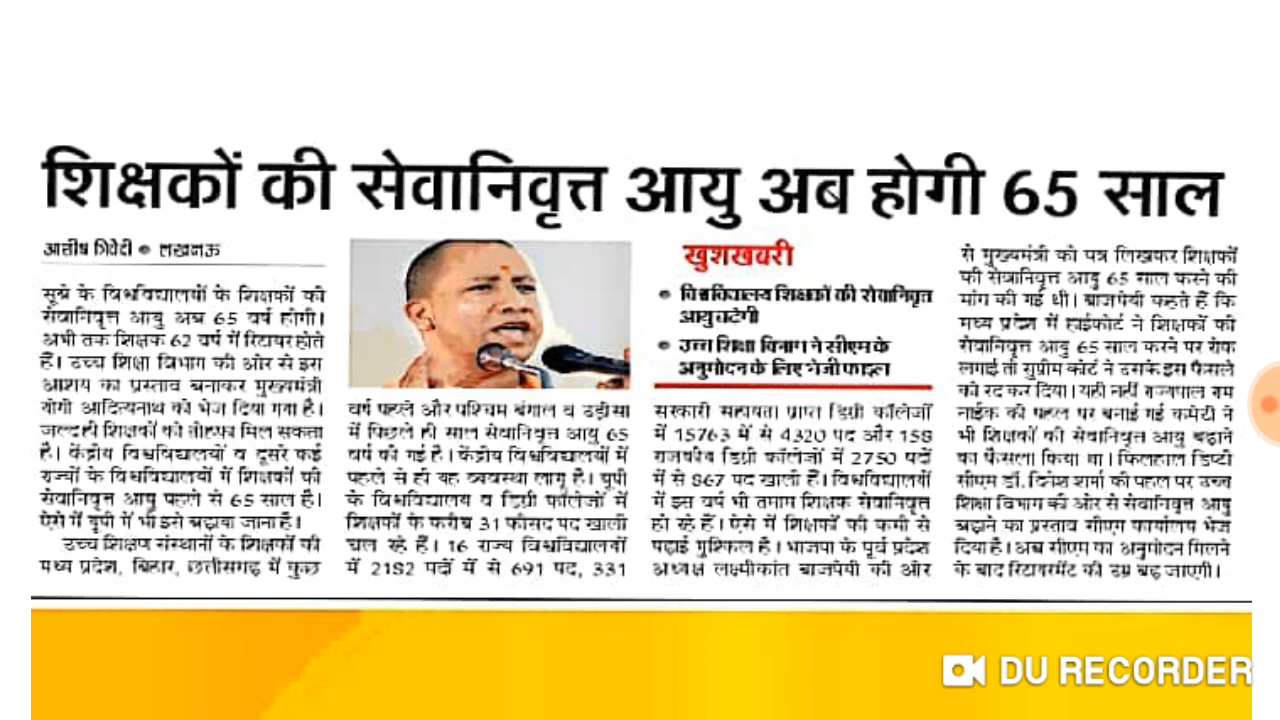 शिक्षकों की सेवानिवृत्त आयु अब होगी 65 साल
आशीष त्रिवेदी ● लखनऊ
सूबे के विश्वविद्यालयों के शिक्षकों की
सेवानिवृत्त आयु अब 65 वर्ष होगी।
अभी तक शिक्षक 62 वर्ष में रिटायर होते
हैं। उच्च शिक्षा विभाग की ओर से इस
आशय का प्रस्ताव बनाकर मुख्यमंत्री
योगी आदित्यनाथ को भेज दिया गया है।
जल्द ही शिक्षकों को तोहफा मिल सकता
है। केंद्रीय विश्वविद्यालयों व दूसरे कई
राज्यों के विश्वविद्यालयों में शिक्षकों की
सेवानिवृत्त आयु पहले से 65 साल है।
ऐसे में यूपी में भी इसे बढ़ाया जाना है।
उच्च शिक्षण संस्थानों के शिक्षकों की
मध्य प्रदेश, बिहार, छत्तीसगढ़ में कुछ
वर्ष पहले और पश्चिम बंगाल व उड़ीसा
में पिछले ही साल सेवानिवृत्त आयु 65
वर्ष की गई है। केंद्रीय विश्वविद्यालयों में
पहले से ही यह व्यवस्था लागू है। यूपी
के विश्वविद्यालय व डिग्री कॉलेजों में
शिक्षकों के करीब 31 फीसद पद खाली
चल रहे हैं। 16 राज्य विश्वविद्यालयों
में 2182 पदों में से 691 पद, 331
खुशखबरी
● विश्वविद्यालय शिक्षकों की सेवानिवृत्त
आयु बढ़ेगी
● उच्च शिक्षा विभाग ने सीएम के
अनुमोदन के लिए भेजी फाइल
सरकारी सहायता प्राप्त डिग्री कॉलेजों
में 15763 में से 4320 पद और 158
राजकीय डिग्री कॉलेजों में 2750 पदों
में से 867 पद खाली हैं। विश्वविद्यालयों
में इस वर्ष भी तमाम शिक्षक सेवानिवृत्त
हो रहे हैं। ऐसे में शिक्षकों की कमी से
पढ़ाई मुश्किल है। भाजपा के पूर्व प्रदेश
अध्यक्ष लक्ष्मीकांत बाजपेयी की ओर
से मुख्यमंत्री को पत्र लिखकर शिक्षकों
की सेवानिवृत्त आयु 65 साल करने की
मांग की गई थी। बाजपेयी कहते हैं कि
मध्य प्रदेश में हाईकोर्ट ने शिक्षकों की
सेवानिवृत्त आयु 65 साल करने पर रोक
लगाई तो सुप्रीम कोर्ट ने उसके इस फैसले
को रद कर दिया। यही नहीं राज्यपाल राम
नाईक की पहल पर बनाई गई कमेटी ने
भी शिक्षकों की सेवानिवृत्त आयु बढ़ाने
का फैसला किया था। फिलहाल डिप्टी
सीएम डॉ. दिनेश शर्मा की पहल पर उच्च
शिक्षा विभाग की ओर से सेवानिवृत्त आयु
बढ़ाने का प्रस्ताव सीएम कार्यालय भेज
दिया है। अब सीएम का अनुमोदन मिलने
के बाद रिटायरमेंट की उम्र बढ़ जाएगी।
DU RECORDER